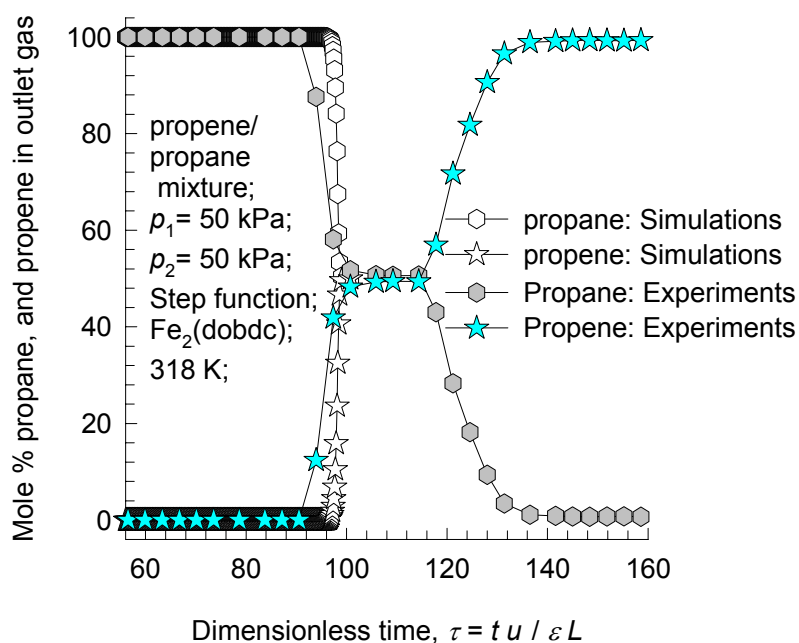 Mole % propane, and propene in outlet gas
100
80
60
40
20
0
propene/
propane
mixture;
p₁= 50 kPa;
p₂= 50 kPa;
Step function;
Fe₂(dobdc);
318 K;
propane: Simulations
propene: Simulations
Propane: Experiments
Propene: Experiments
60 80 100 120 140 160
Dimensionless time, τ = t u / ε L